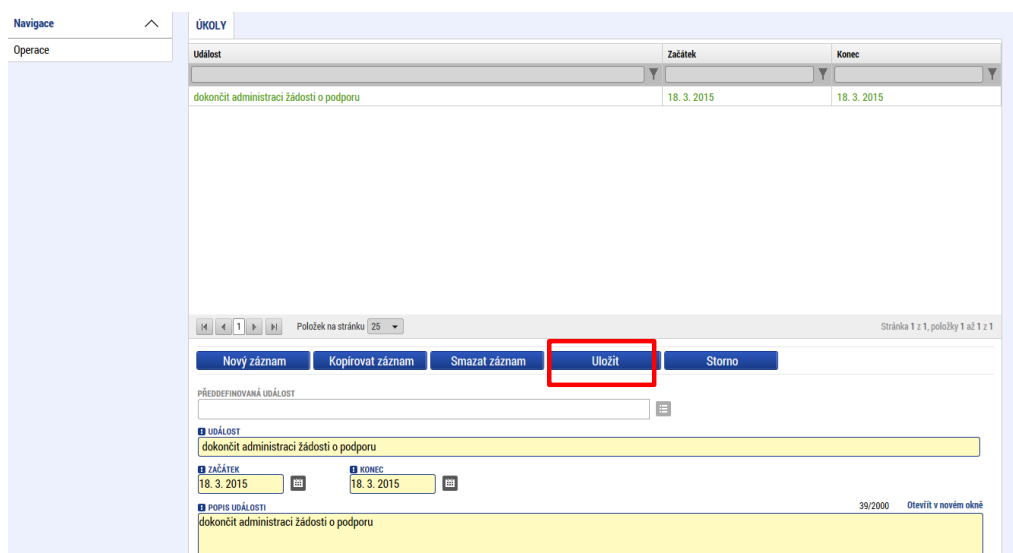 Navigace
Operace
ÚKOLY
Událost Začátek Konec
dokončit administraci žádosti o podporu 18. 3. 2015 18. 3. 2015
1 Položek na stránku 25 Stránka 1 z 1, položky 1 až 1 z 1
Nový záznam Kopírovat záznam Smazat záznam Uložit Storno
PŘEDDEFINOVANÁ UDÁLOST
UDÁLOST
dokončit administraci žádosti o podporu
ZAČÁTEK KONEC
18. 3. 2015 18. 3. 2015
POPIS UDÁLOSTI 39/2000 Otevřít v novém okně
dokončit administraci žádosti o podporu